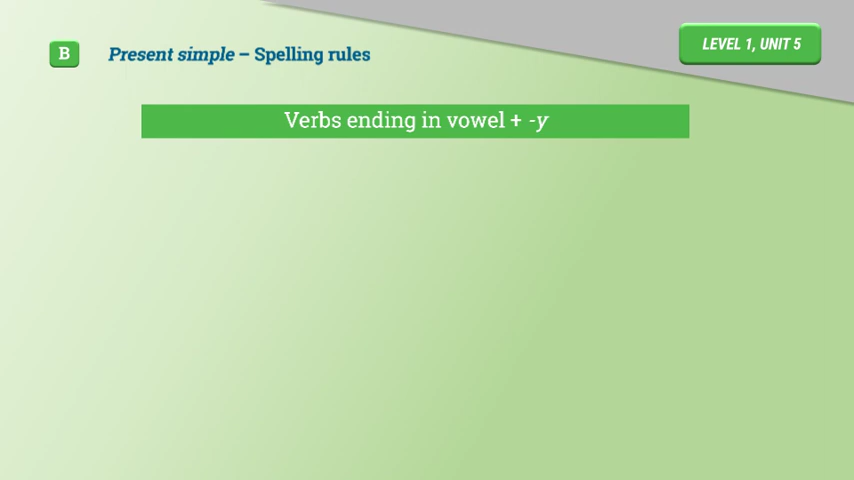 B
Present simple – Spelling rules
LEVEL 1, UNIT 5
Verbs ending in vowel + -y